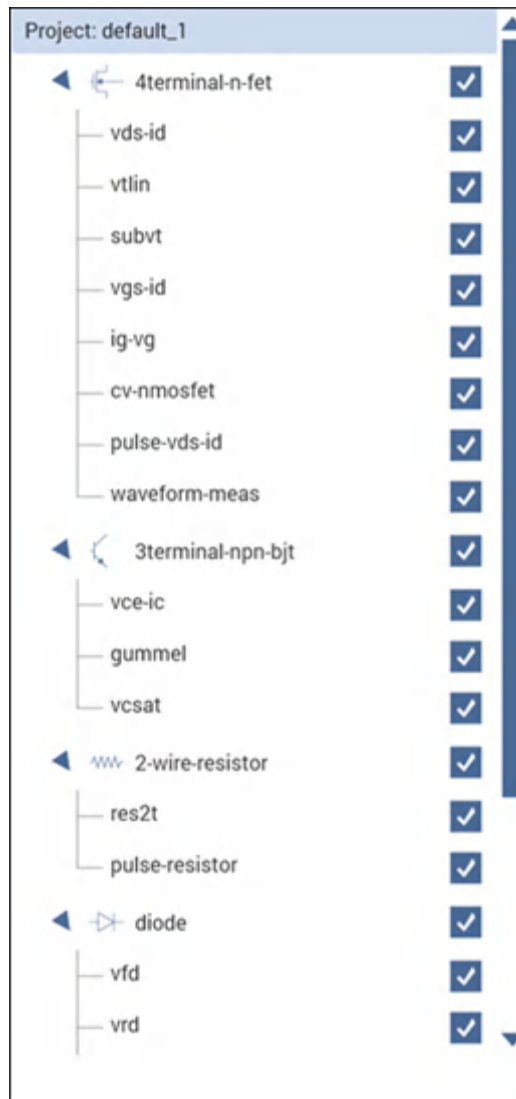 Project: default_1
4terminal-n-fet
vds-id
vtlin
subvt
vgs-id
ig-vg
cv-nmosfet
pulse-vds-id
waveform-meas
3terminal-npn-bjt
vce-ic
gummel
vcsat
2-wire-resistor
res2t
pulse-resistor
diode
vfd
vrd